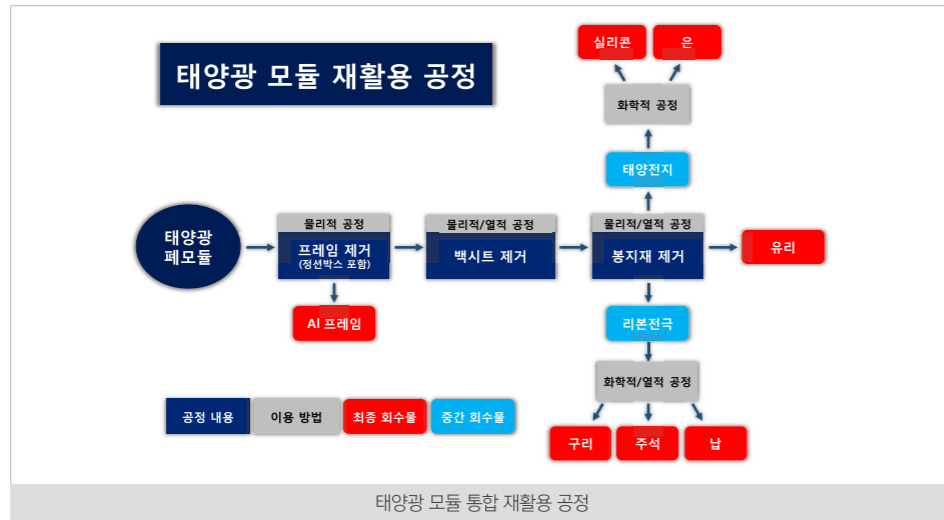 태양광 모듈 재활용 공정
실리콘
은
화학적 공정
태양전지
태양광
폐모듈
물리적 공정
프레임 제거
(정션박스 포함)
물리적/열적 공정
백시트 제거
물리적/열적 공정
봉지재 제거
유리
Al 프레임
리본전극
화학적/열적 공정
구리
주석
납
공정 내용
이용 방법
최종 회수물
중간 회수물
태양광 모듈 통합 재활용 공정